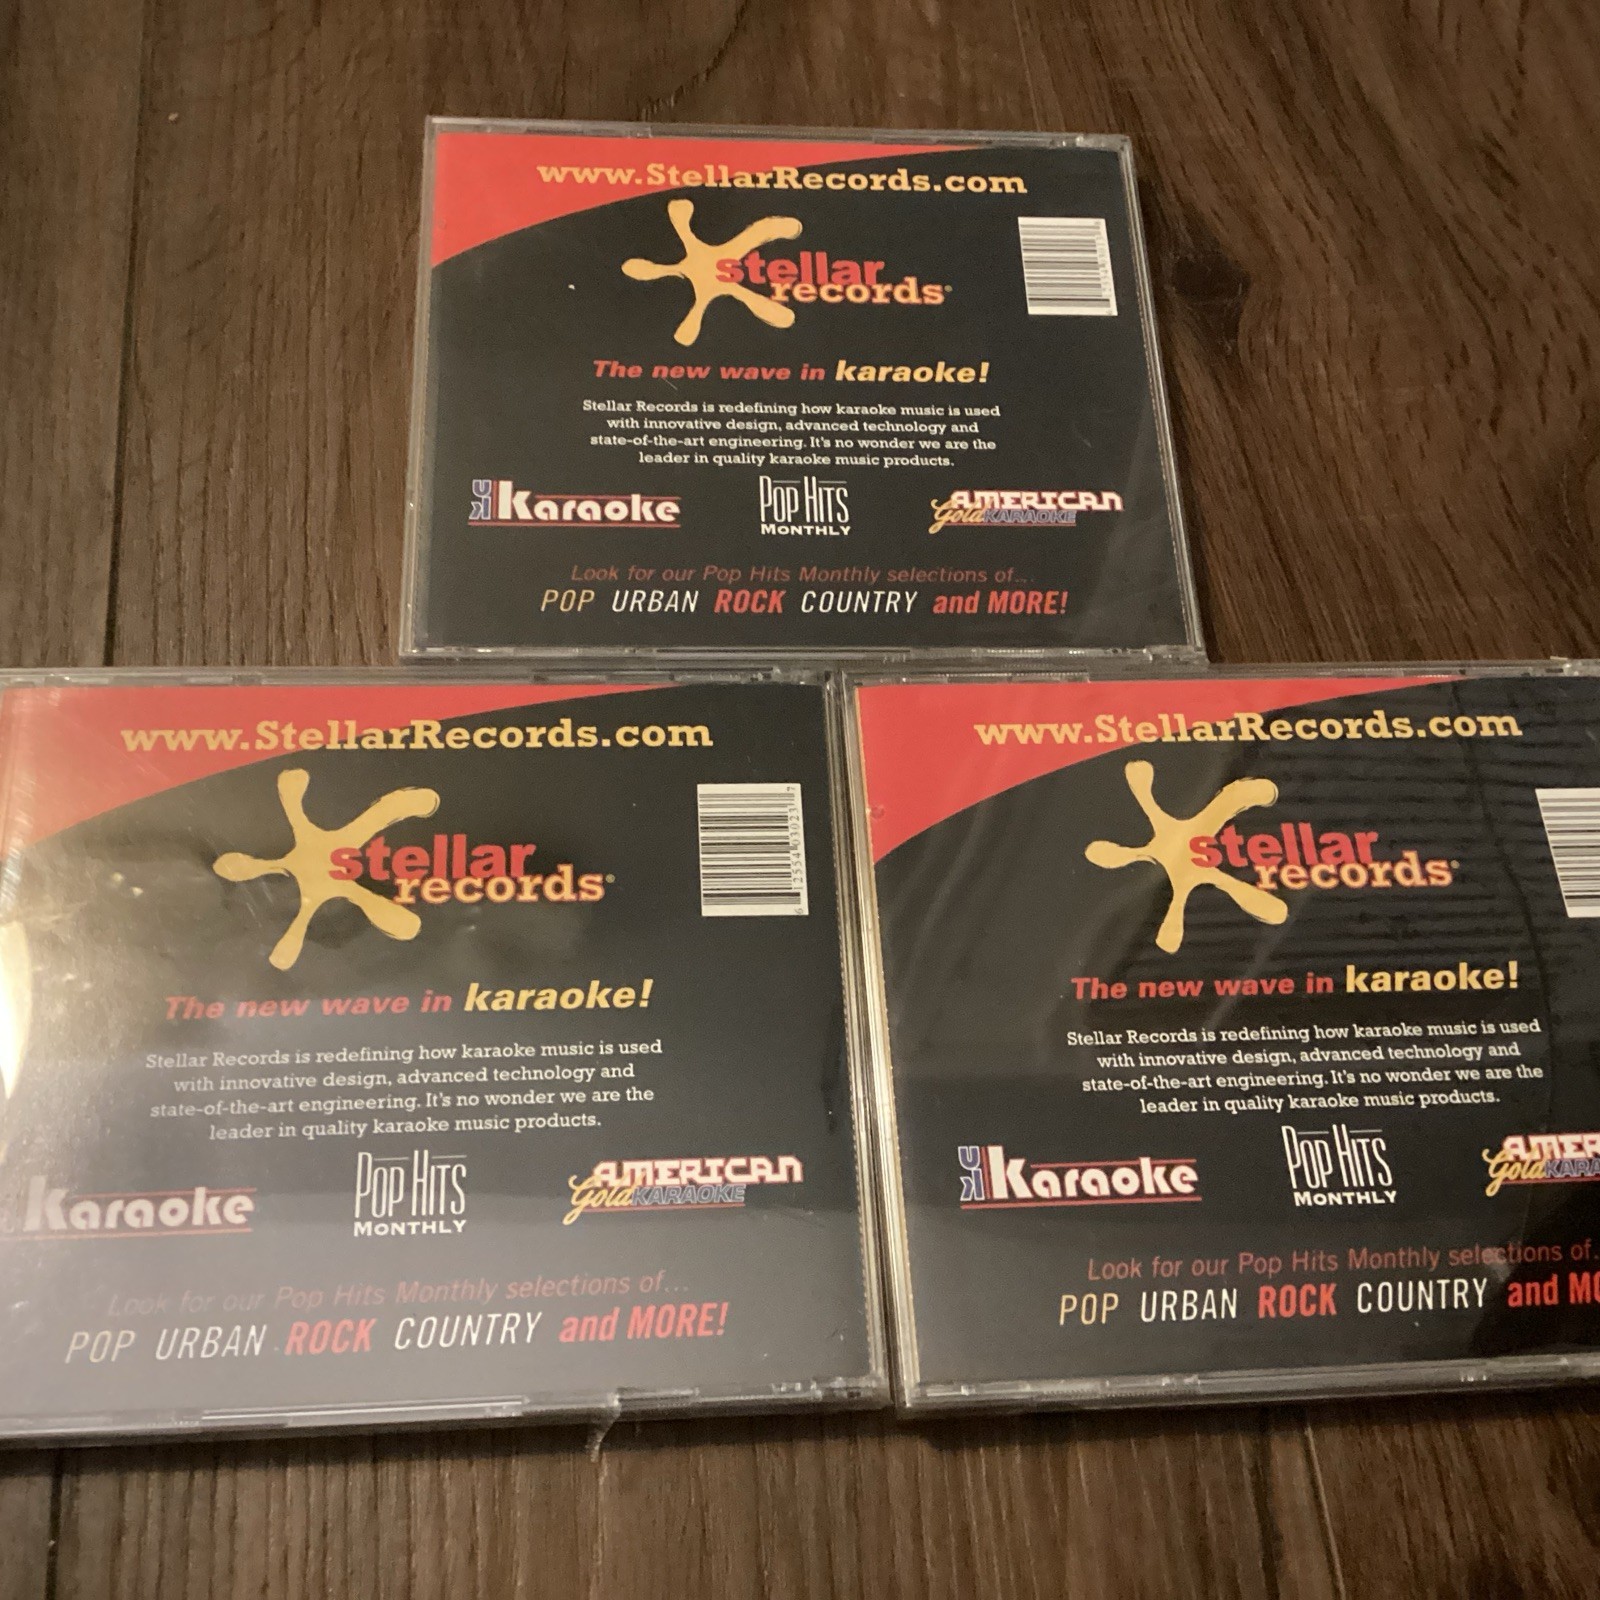 www.StellarRecords.com
stellar
records
The new wave in karaoke!
Stellar Records is redefining how karaoke music is used
with innovative design, advanced technology and
state-of-the-art engineering. It's no wonder we are the
leader in quality karaoke music products.
UK Karaoke
POP HITS
MONTHLY
AMERICAN
Gold KARAOKE
Look for our Pop Hits Monthly selections of...
POP URBAN ROCK COUNTRY and MORE!
www.StellarRecords.com
stellar
records®
The new wave in karaoke!
Stellar Records is redefining how karaoke music is used
with innovative design, advanced technology and
state-of-the-art engineering. It's no wonder we are the
leader in quality karaoke music products.
Karaoke
POP HITS
MONTHLY
AMERICAN
Gold KARAOKE
Look for our Pop Hits Monthly selections of...
POP URBAN ROCK COUNTRY and MORE!
www.StellarRecords.com
stellar
records
The new wave in karaoke!
Stellar Records is redefining how karaoke music is used
with innovative design, advanced technology and
state-of-the-art engineering. It's no wonder we are the
leader in quality karaoke music products.
UK Karaoke
POP HITS
MONTHLY
AMER
Gold KARA
Look for our Pop Hits Monthly selections of.
POP URBAN ROCK COUNTRY and MO